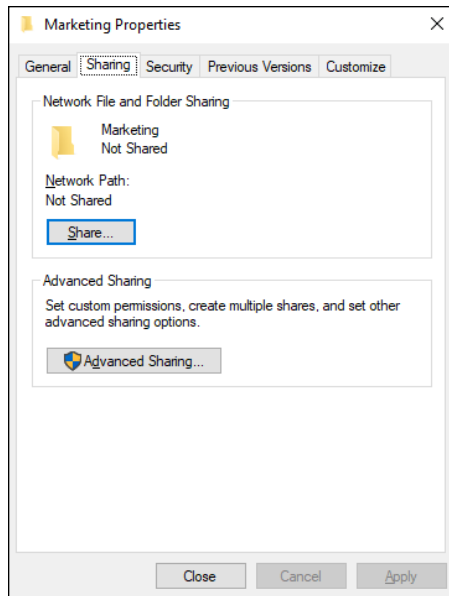 Marketing Properties
General Sharing Security Previous Versions Customize
Network File and Folder Sharing
Marketing
Not Shared
Network Path:
Not Shared
Share...
Advanced Sharing
Set custom permissions, create multiple shares, and set other
advanced sharing options.
Advanced Sharing...
Close Cancel Apply